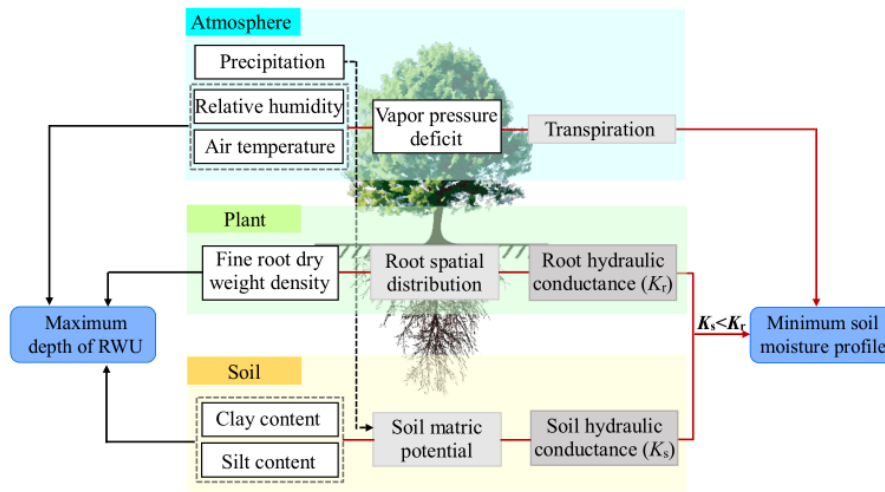 Atmosphere
Precipitation
Relative humidity
Air temperature
Vapor pressure
deficit
Transpiration
Plant
Fine root dry
weight density
Root spatial
distribution
Root hydraulic
conductance (Kr)
Maximum
depth of RWU
Ks<Kr
Minimum soil
moisture profile
Soil
Clay content
Silt content
Soil matric
potential
Soil hydraulic
conductance (Ks)